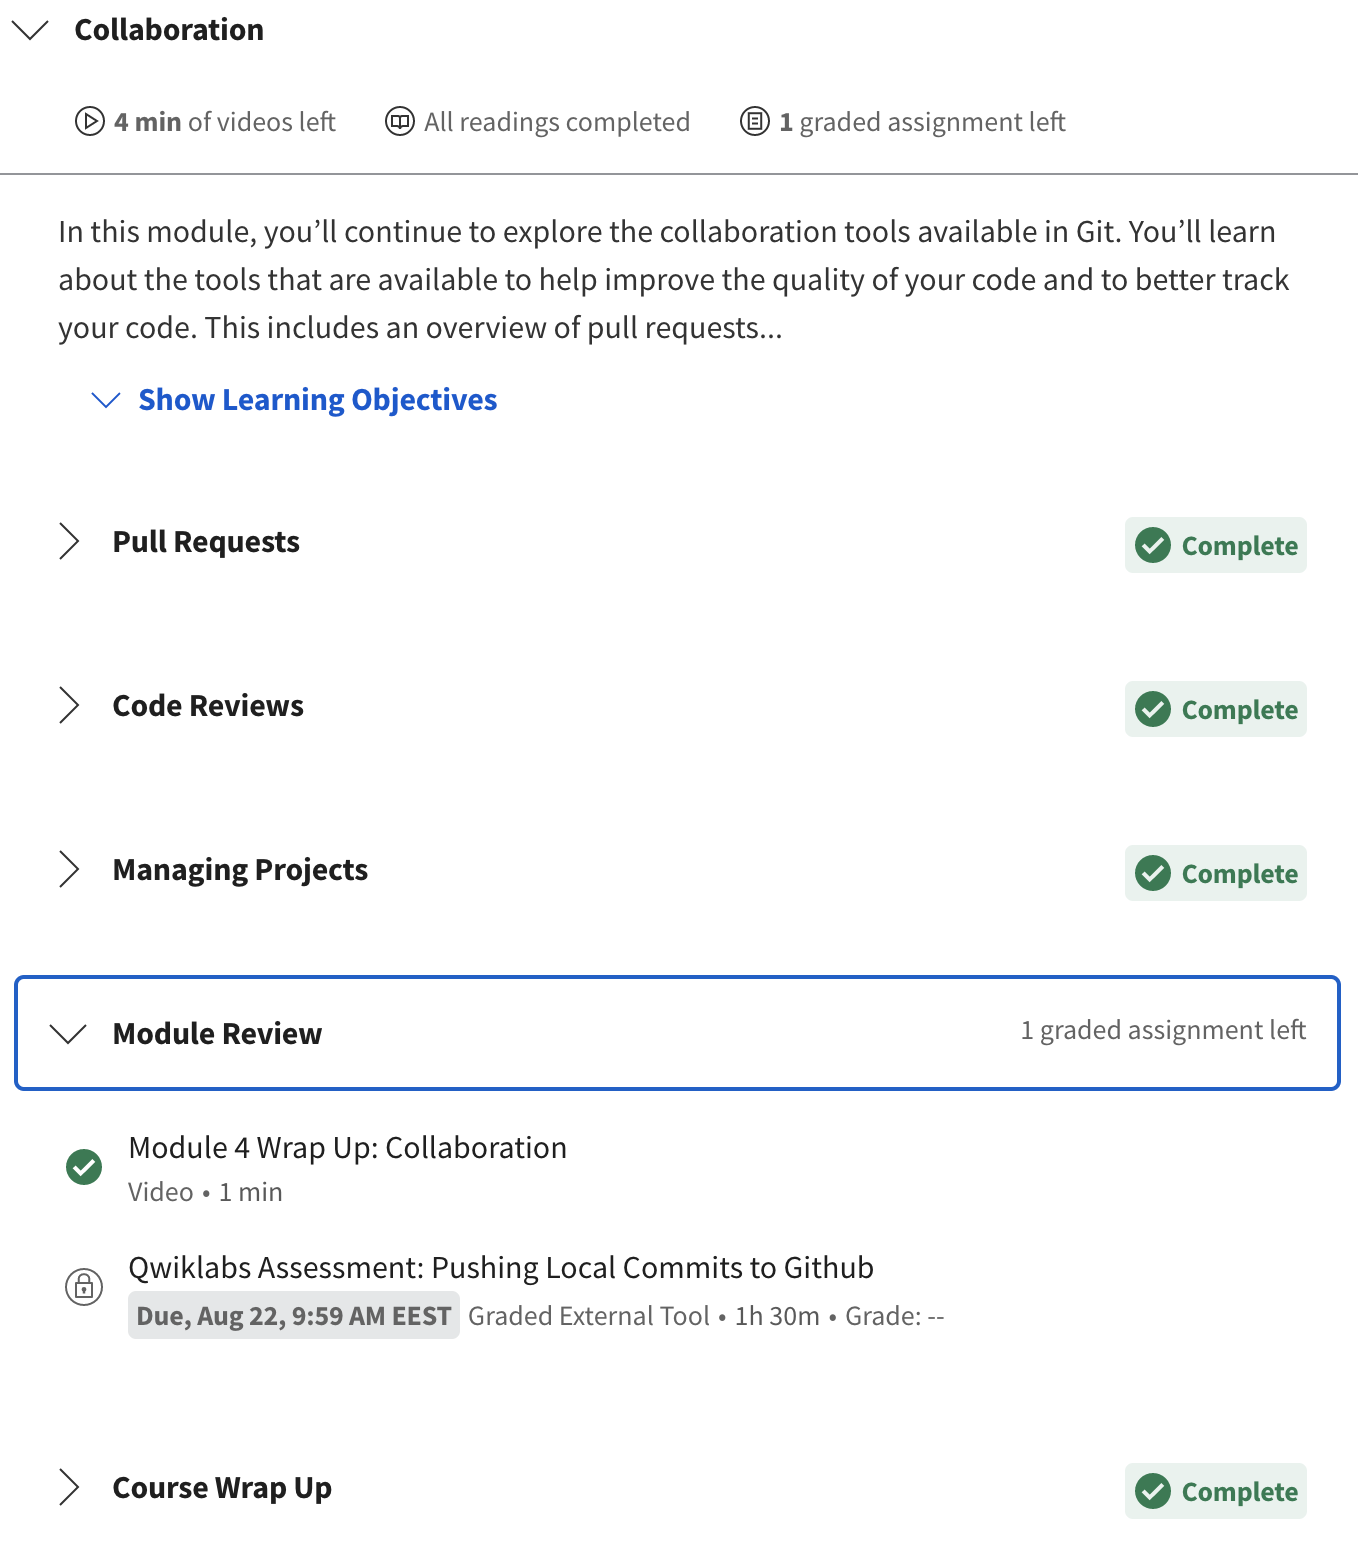 Collaboration
4 min of videos left All readings completed 1 graded assignment left
In this module, you’ll continue to explore the collaboration tools available in Git. You’ll learn
about the tools that are available to help improve the quality of your code and to better track
your code. This includes an overview of pull requests...
Show Learning Objectives
Pull Requests Complete
Code Reviews Complete
Managing Projects Complete
Module Review 1 graded assignment left
Module 4 Wrap Up: Collaboration
Video • 1 min
Qwiklabs Assessment: Pushing Local Commits to Github
Due, Aug 22, 9:59 AM EEST Graded External Tool • 1h 30m • Grade: --
Course Wrap Up Complete